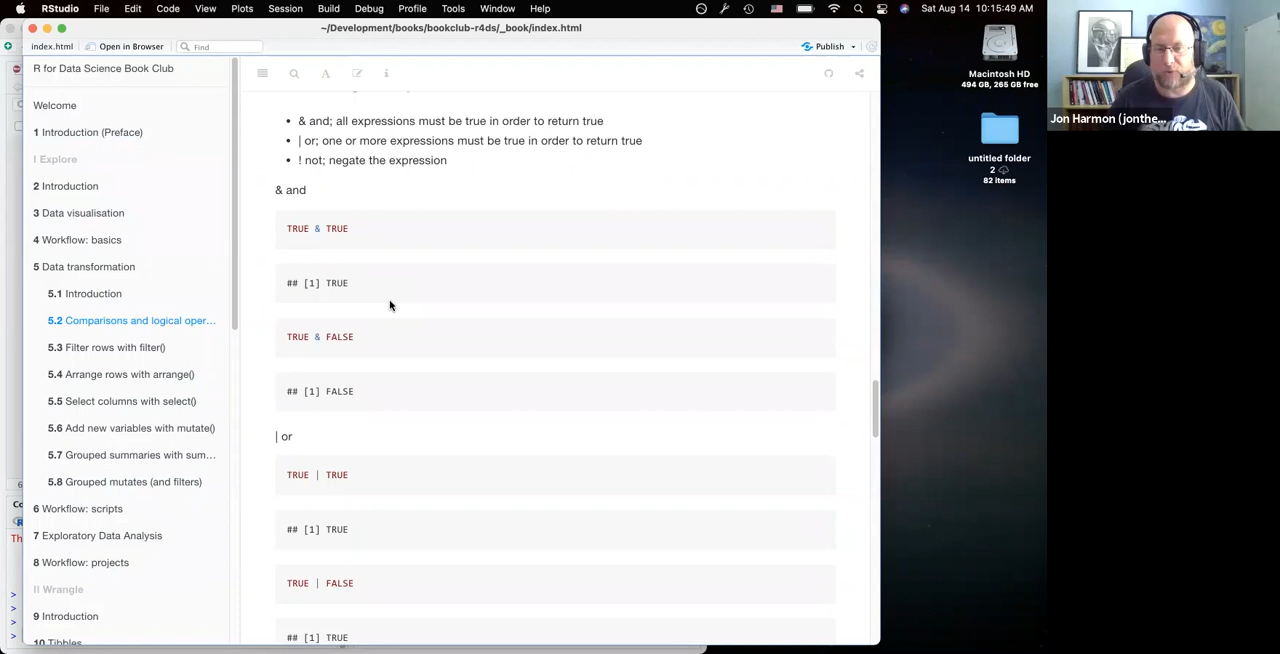 RStudio File Edit Code View Plots Session Build Debug Profile Tools Window Help Sat Aug 14 10:15:49 AM
~/Development/books/bookclub-r4ds/_book/index.html
index.html Open in Browser Find Publish
R for Data Science Book Club
Welcome
1 Introduction (Preface)
I Explore
2 Introduction
3 Data visualisation
4 Workflow: basics
5 Data transformation
5.1 Introduction
5.2 Comparisons and logical oper...
5.3 Filter rows with filter()
5.4 Arrange rows with arrange()
5.5 Select columns with select()
5.6 Add new variables with mutate()
5.7 Grouped summaries with sum...
5.8 Grouped mutates (and filters)
6 Workflow: scripts
7 Exploratory Data Analysis
8 Workflow: projects
II Wrangle
9 Introduction
10 Tibbles
• & and; all expressions must be true in order to return true
• | or; one or more expressions must be true in order to return true
• ! not; negate the expression
& and
TRUE & TRUE
## [1] TRUE
TRUE & FALSE
## [1] FALSE
| or
TRUE | TRUE
## [1] TRUE
TRUE | FALSE
## [1] TRUE
Macintosh HD
494 GB, 265 GB free
untitled folder
2
82 items
Jon Harmon (jonthe...
Co
Th
>
>
>
>